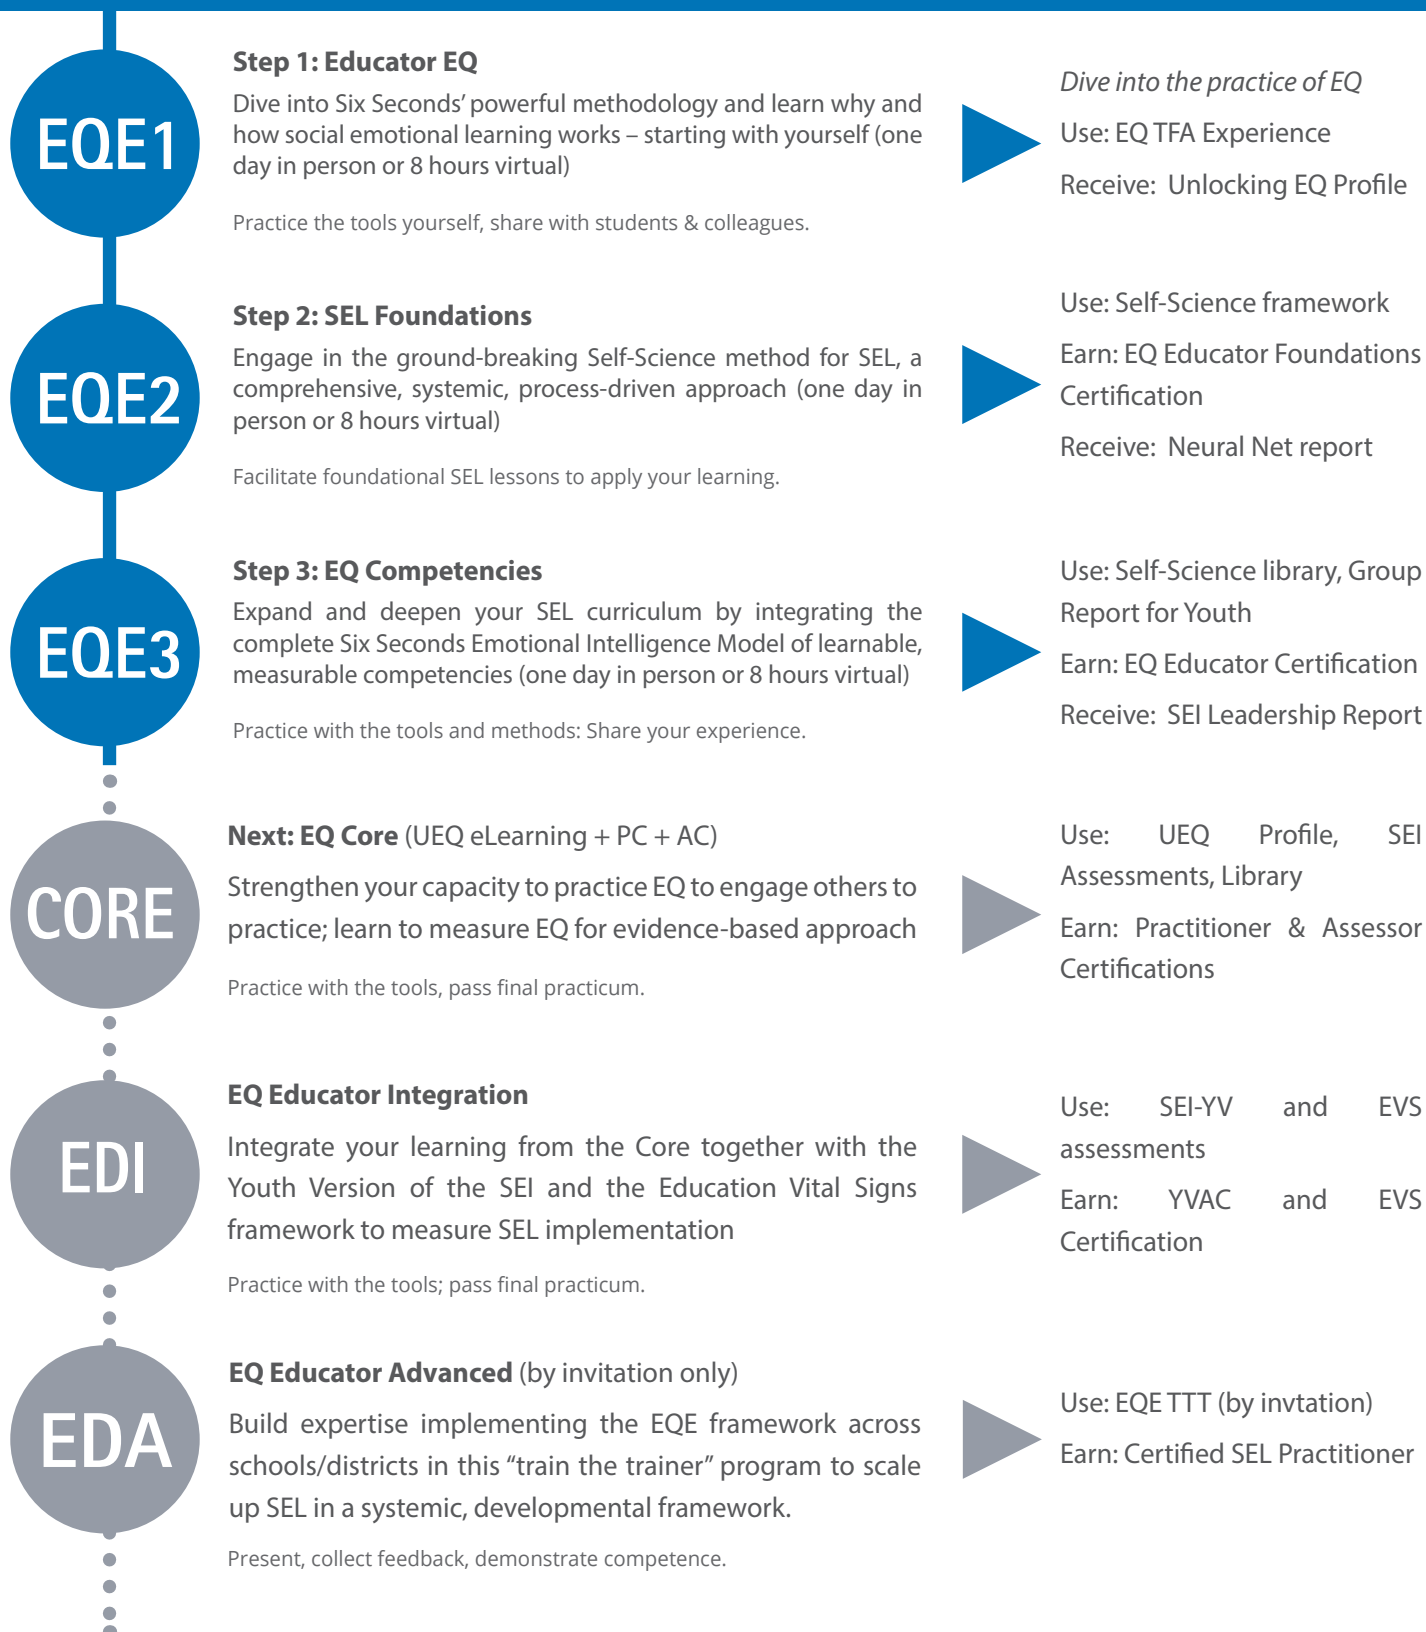 EQE1
Step 1: Educator EQ
Dive into Six Seconds’ powerful methodology and learn why and
how social emotional learning works – starting with yourself (one
day in person or 8 hours virtual)
Practice the tools yourself, share with students & colleagues.
Dive into the practice of EQ
Use: EQ TFA Experience
Receive: Unlocking EQ Profile
EQE2
Step 2: SEL Foundations
Engage in the ground-breaking Self-Science method for SEL, a
comprehensive, systemic, process-driven approach (one day in
person or 8 hours virtual)
Facilitate foundational SEL lessons to apply your learning.
Use: Self-Science framework
Earn: EQ Educator Foundations
Certification
Receive: Neural Net report
EQE3
Step 3: EQ Competencies
Expand and deepen your SEL curriculum by integrating the
complete Six Seconds Emotional Intelligence Model of learnable,
measurable competencies (one day in person or 8 hours virtual)
Practice with the tools and methods: Share your experience.
Use: Self-Science library, Group
Report for Youth
Earn: EQ Educator Certification
Receive: SEI Leadership Report
CORE
Next: EQ Core (UEQ eLearning + PC + AC)
Strengthen your capacity to practice EQ to engage others to
practice; learn to measure EQ for evidence-based approach
Practice with the tools, pass final practicum.
Use: UEQ Profile, SEI
Assessments, Library
Earn: Practitioner & Assessor
Certifications
EDI
EQ Educator Integration
Integrate your learning from the Core together with the
Youth Version of the SEI and the Education Vital Signs
framework to measure SEL implementation
Practice with the tools; pass final practicum.
Use: SEI-YV and EVS
assessments
Earn: YVAC and EVS
Certification
EDA
EQ Educator Advanced (by invitation only)
Build expertise implementing the EQE framework across
schools/districts in this “train the trainer” program to scale
up SEL in a systemic, developmental framework.
Present, collect feedback, demonstrate competence.
Use: EQE TTT (by invtation)
Earn: Certified SEL Practitioner